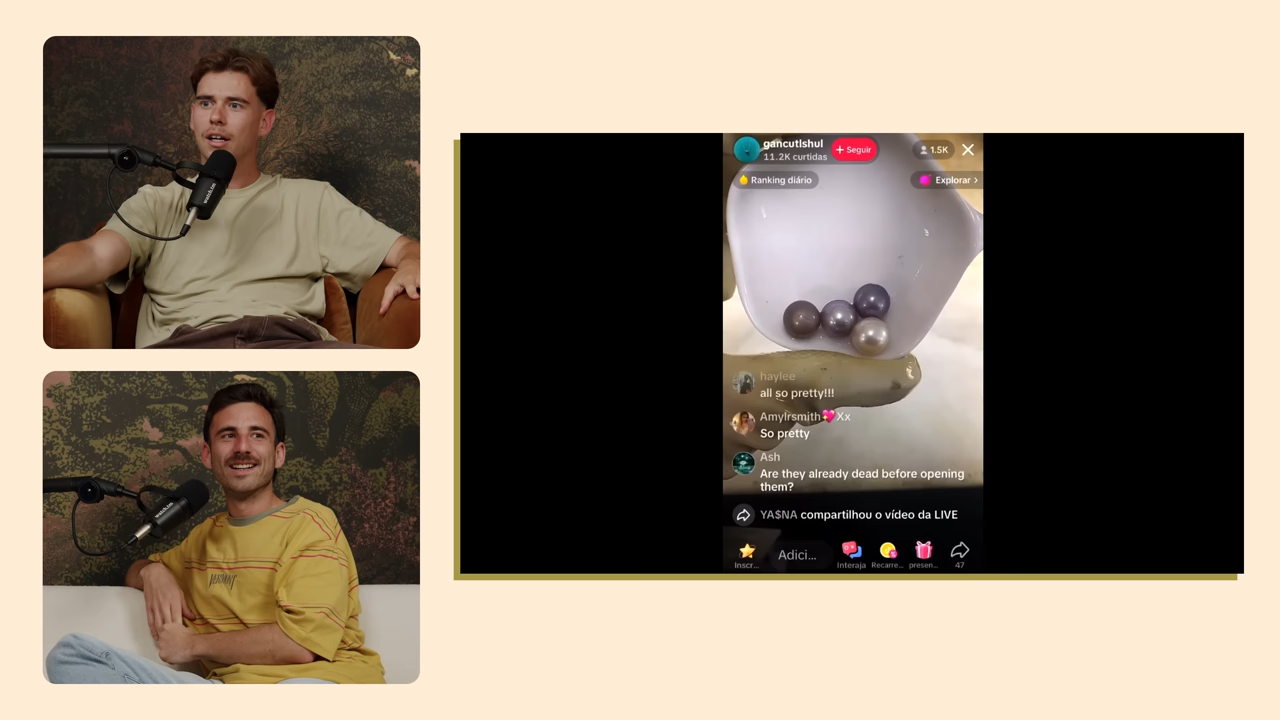 gancutlshul
11.2K curtidas
+ Seguir
1.5K
Ranking diário
Explorar >
haylee
all so pretty!!!
Amylrsmith💖Xx
So pretty
Ash
Are they already dead before opening
them?
YA$NA compartilhou o vídeo da LIVE
Inscr...
Adici...
Interaja
Recarre...
presen...
47